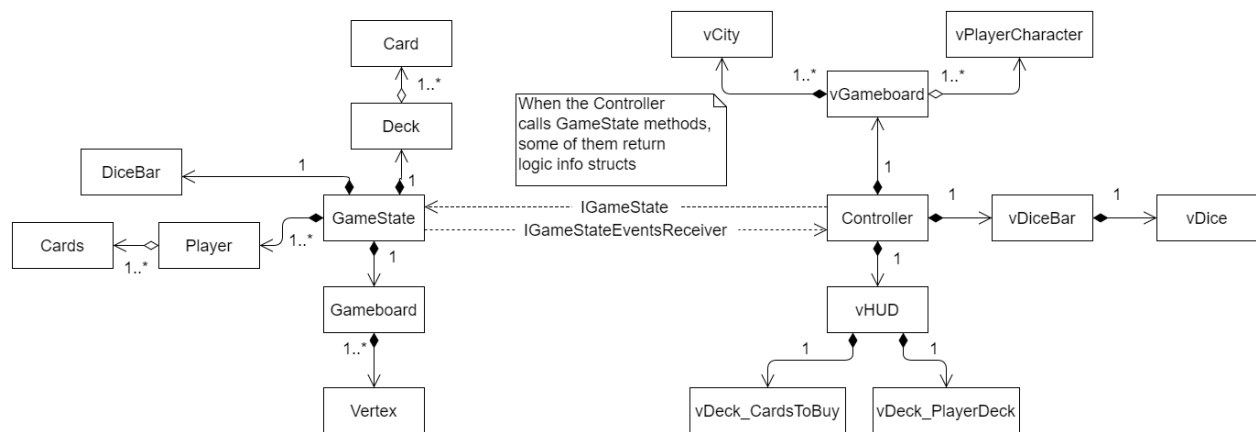 Card
vCity
vPlayerCharacter
1..*
1..*
1..*
vGameboard
When the Controller
calls GameState methods,
some of them return
logic info structs
Deck
DiceBar
1
1
1
GameState
IGameState
Controller
1
vDiceBar
1
vDice
IGameStateEventsReceiver
Cards
Player
1..*
1..*
1
1
Gameboard
vHUD
1..*
1
1
Vertex
vDeck_CardsToBuy
vDeck_PlayerDeck